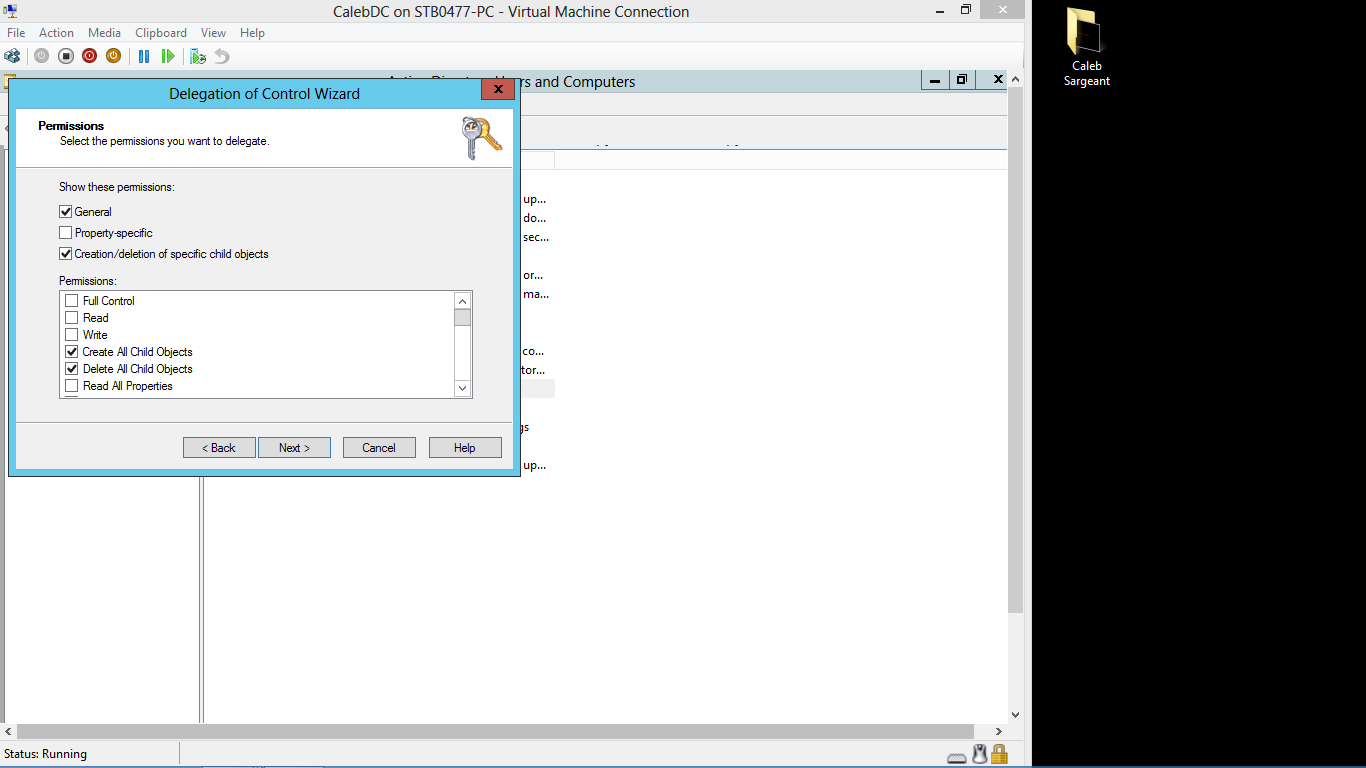 CalebDC on STB0477-PC - Virtual Machine Connection
File Action Media Clipboard View Help
Users and Computers
Delegation of Control Wizard
Permissions
Select the permissions you want to delegate.
Show these permissions:
General
Property-specific
Creation/deletion of specific child objects
Permissions:
Full Control
Read
Write
Create All Child Objects
Delete All Child Objects
Read All Properties
< Back Next > Cancel Help
up...
do...
sec...
or...
ma...
co...
tor...
gs
up...
Status: Running
Caleb
Sargeant